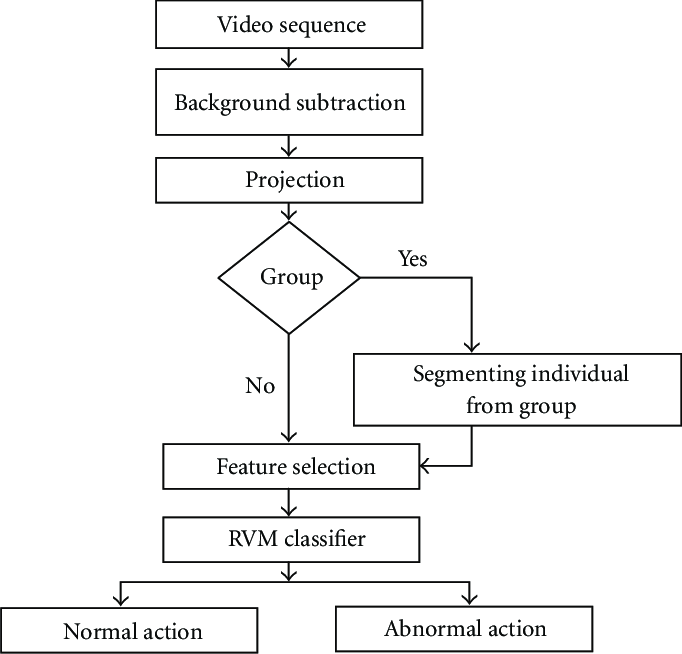 Video sequence
Background subtraction
Projection
Group
Yes
No
Segmenting individual
from group
Feature selection
RVM classifier
Normal action
Abnormal action